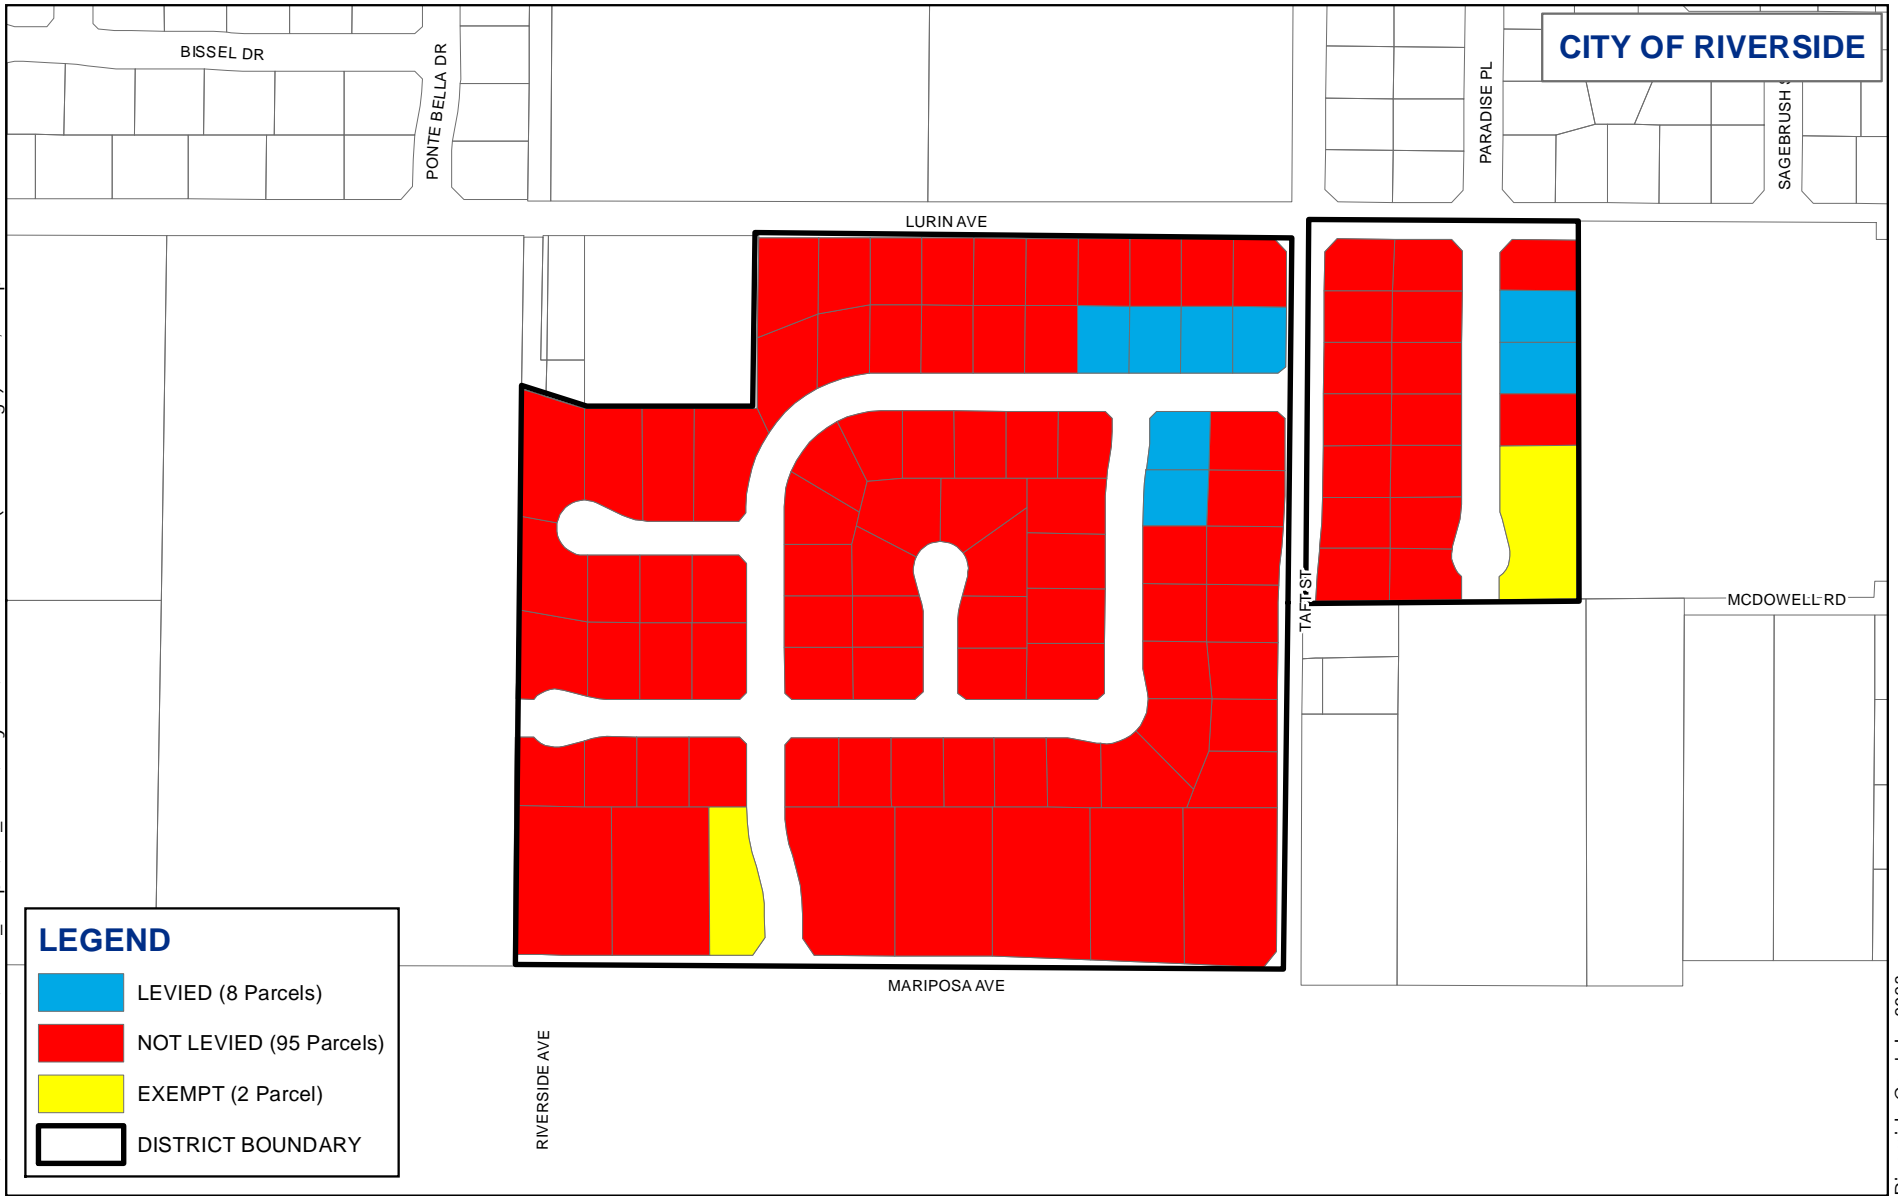 CITY OF RIVERSIDE
BISSEL DR
PONTE BELLA DR
PARADISE PL
SAGEBRUSH
LURIN AVE
TAFT ST
MCDOWELL RD
MARIPOSA AVE
RIVERSIDE AVE
LEGEND
LEVIED (8 Parcels)
NOT LEVIED (95 Parcels)
EXEMPT (2 Parcel)
DISTRICT BOUNDARY